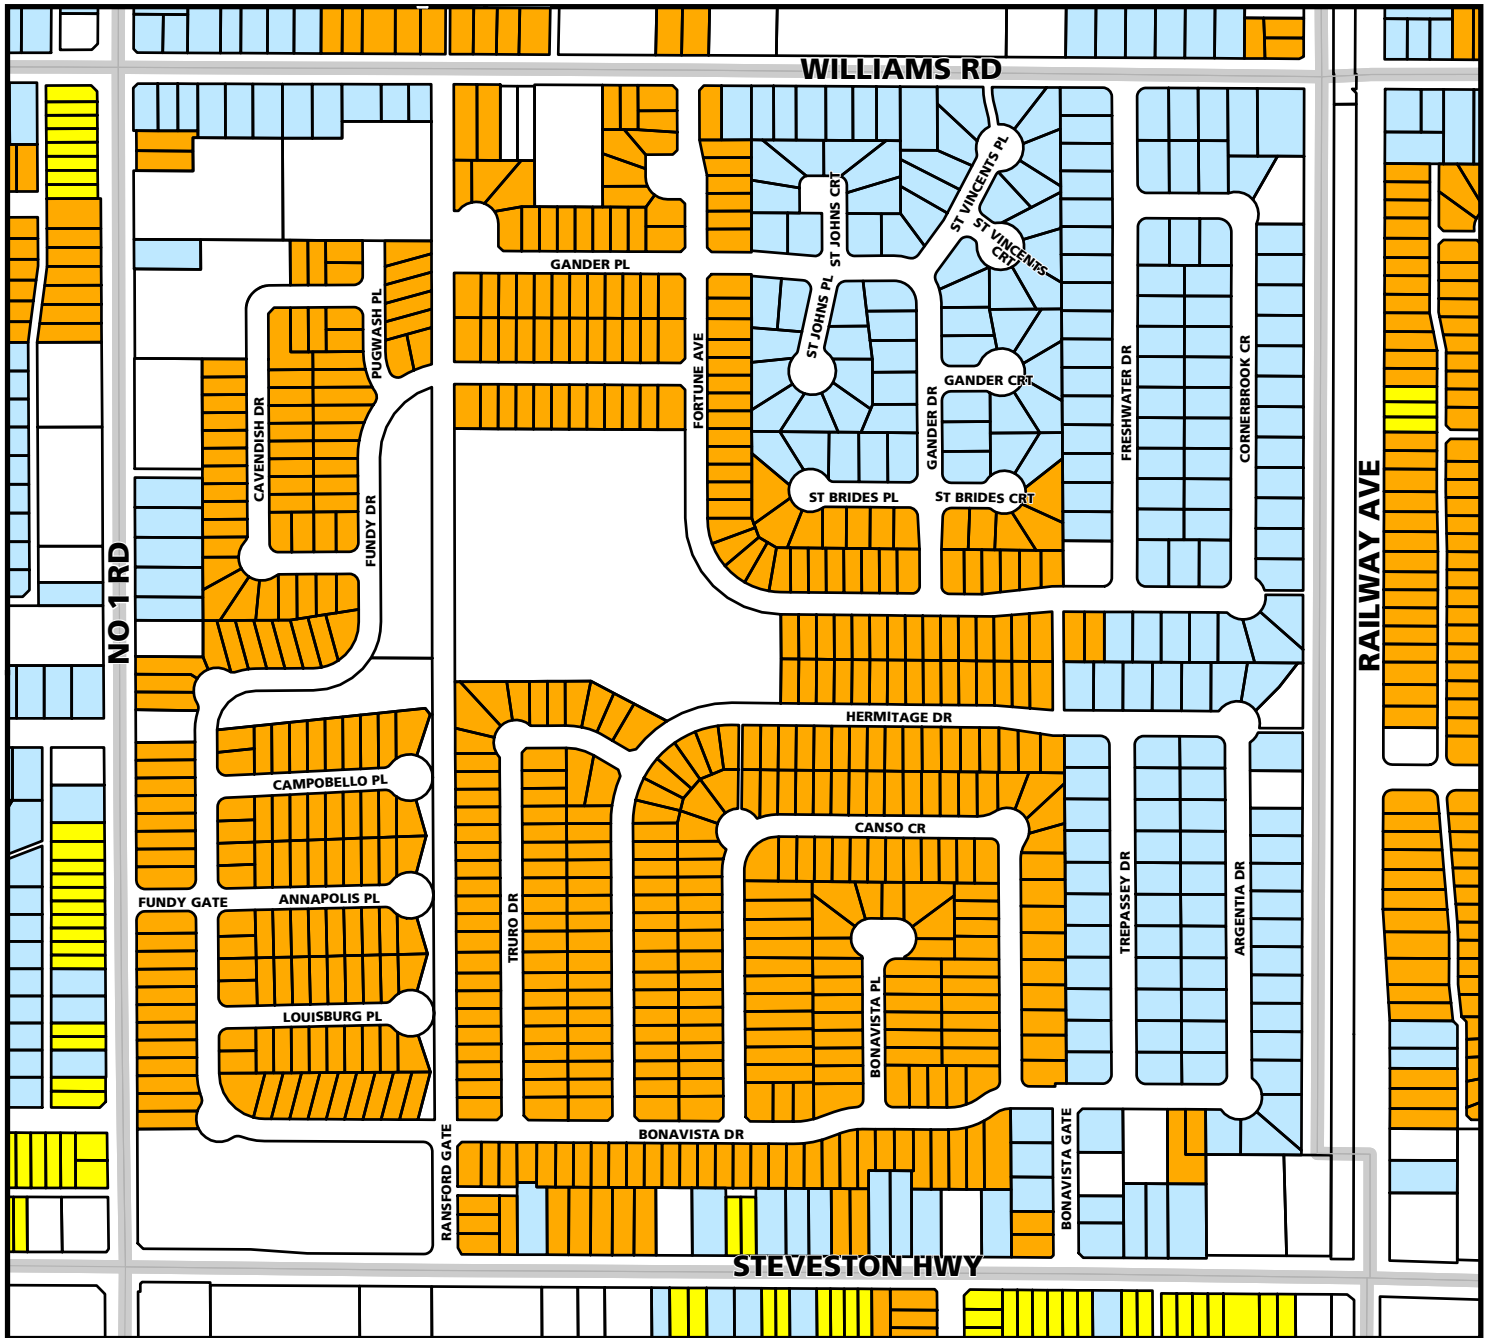 WILLIAMS RD
ST VINCENTS PL
ST JOHNS CRT
ST VINCENTS
CRT
GANDER PL
ST JOHNS PL
PUGWASH PL
FORTUNE AVE
GANDER CRT
FRESHWATER DR
CORNERBROOK CR
CAVENDISH DR
GANDER DR
FUNDY DR
ST BRIDES PL
ST BRIDES CRT
NO 1 RD
RAILWAY AVE
HERMITAGE DR
CAMPOBELLO PL
CANSO CR
FUNDY GATE
ANNAPOLIS PL
TRURO DR
TREPASSEY DR
ARGENTIA DR
LOUISBURG PL
BONAVISTA PL
BONAVISTA DR
RANSFORD GATE
BONAVISTA GATE
STEVESTON HWY